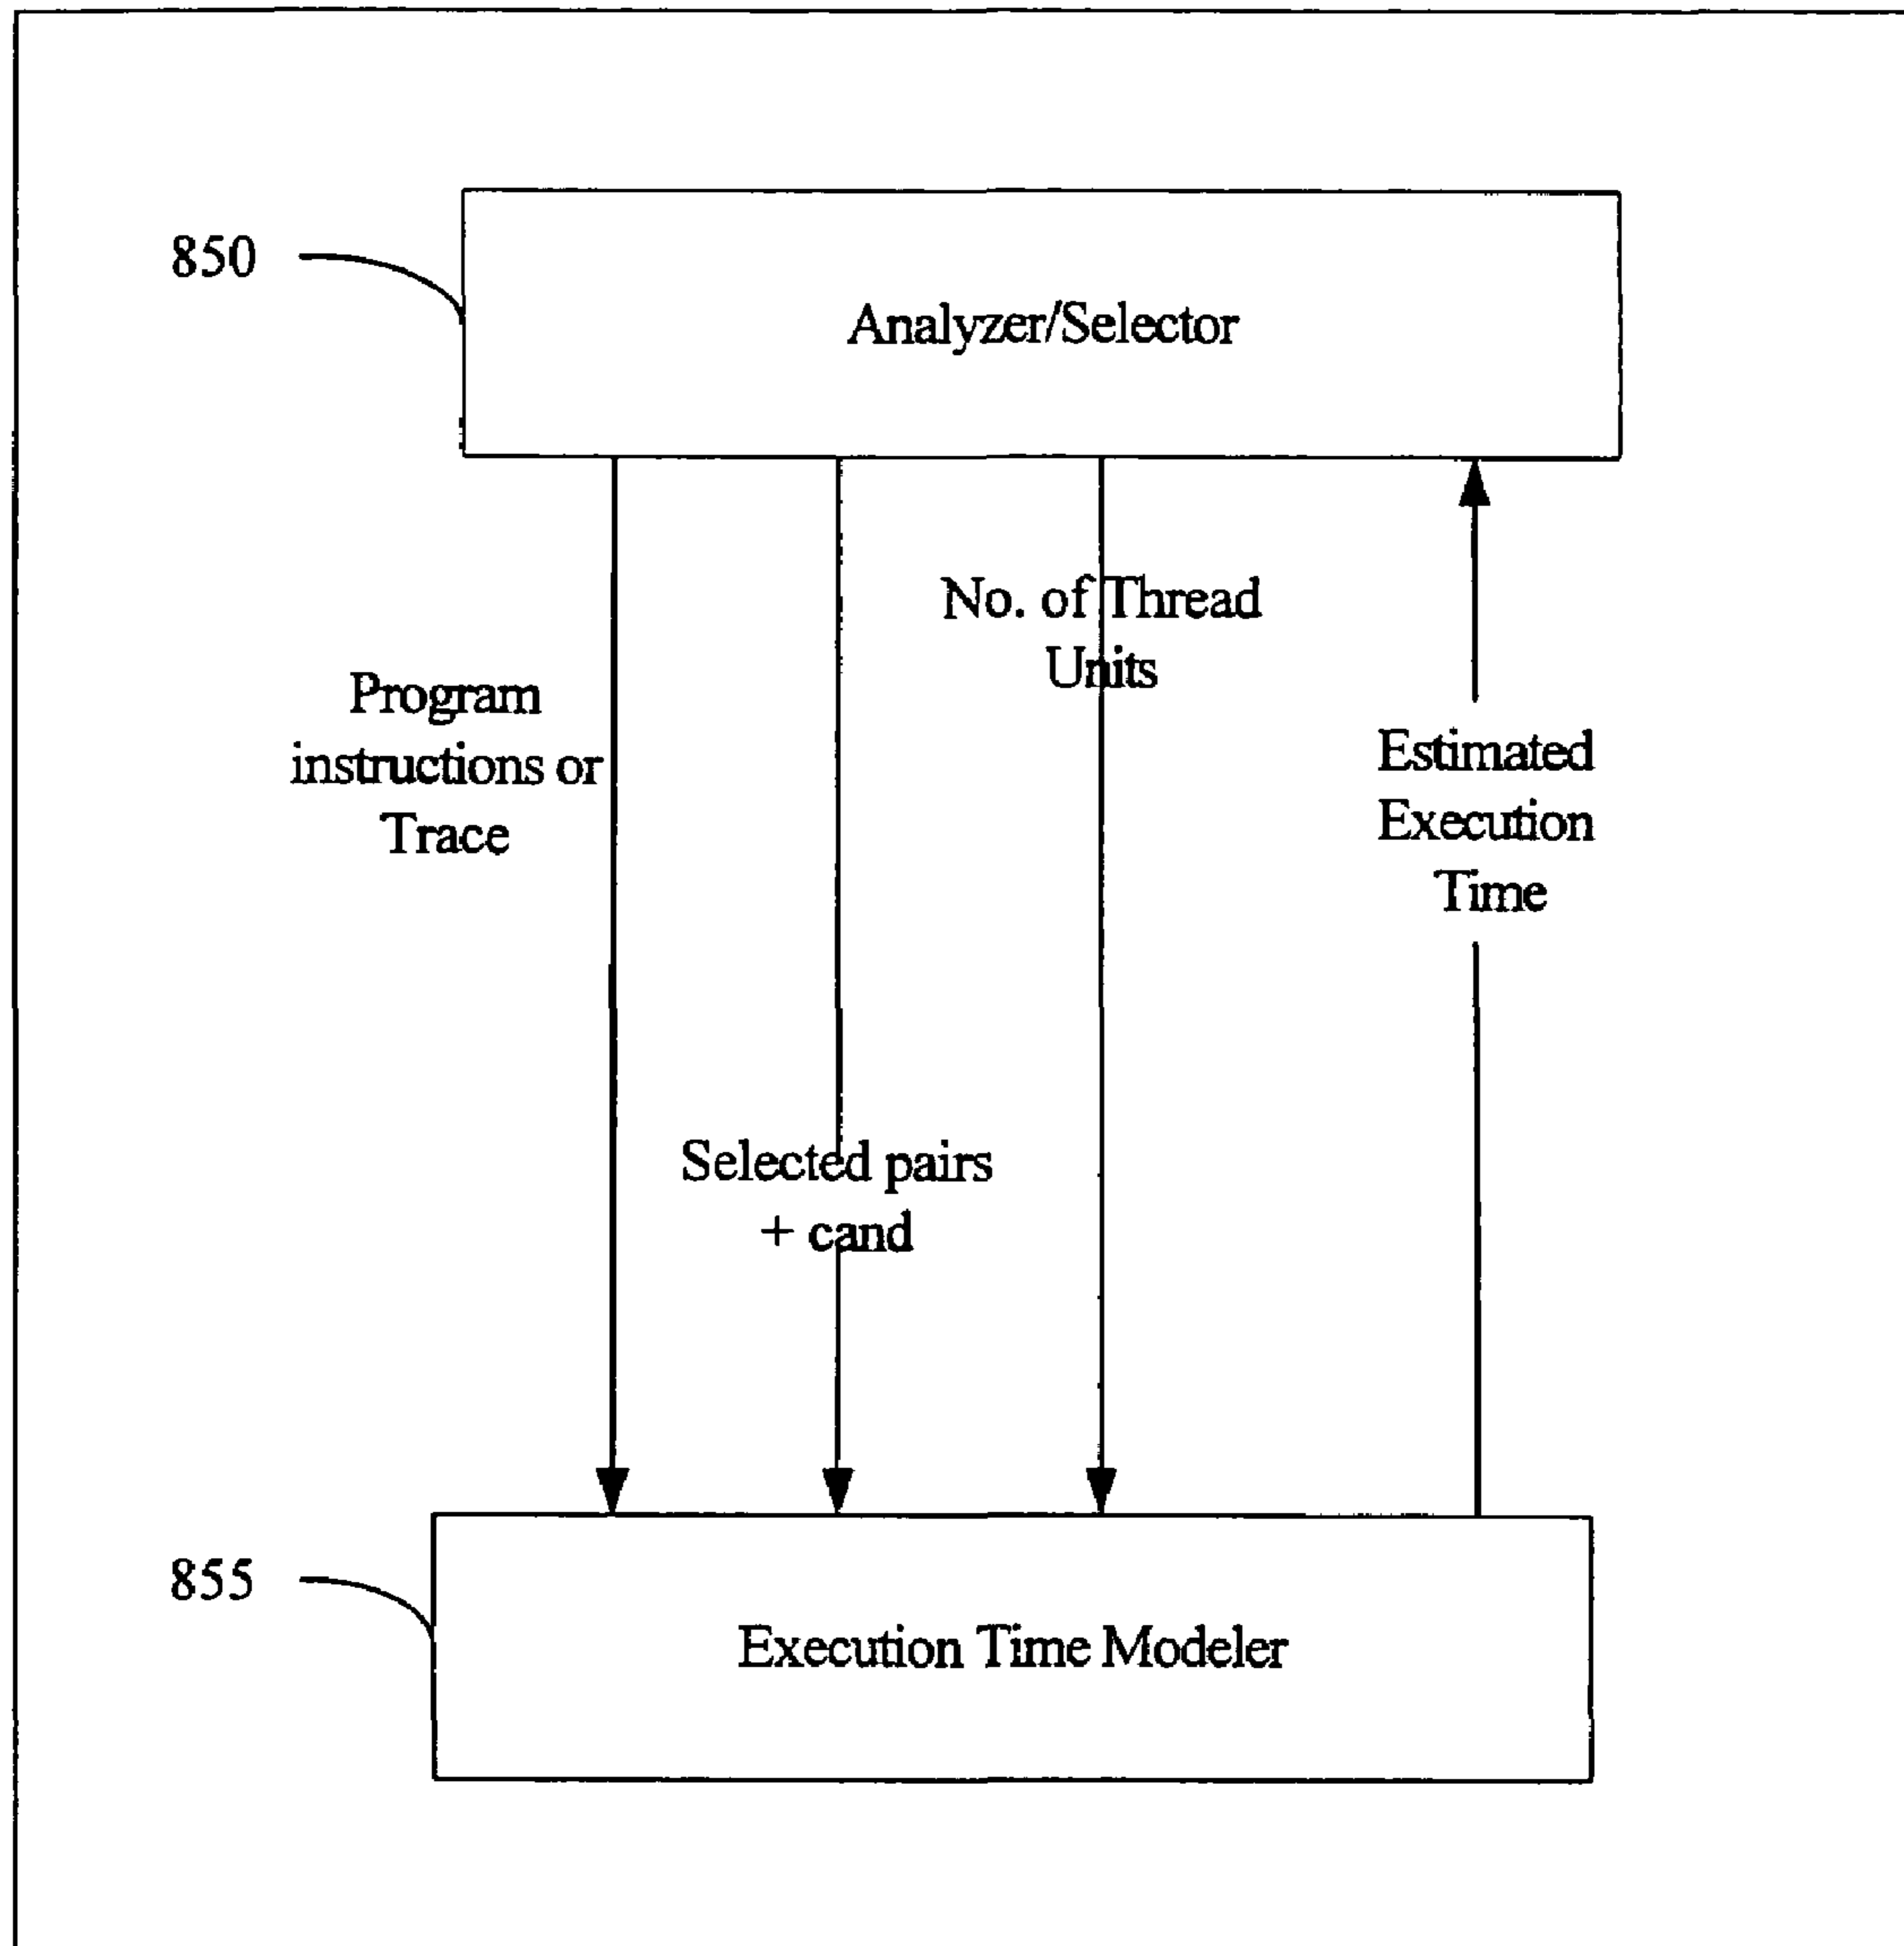 850
Analyzer/Selector
No. of Thread
Units
Program
instructions or
Trace
Estimated
Execution
Time
Selected pairs
+ cand
855
Execution Time Modeler